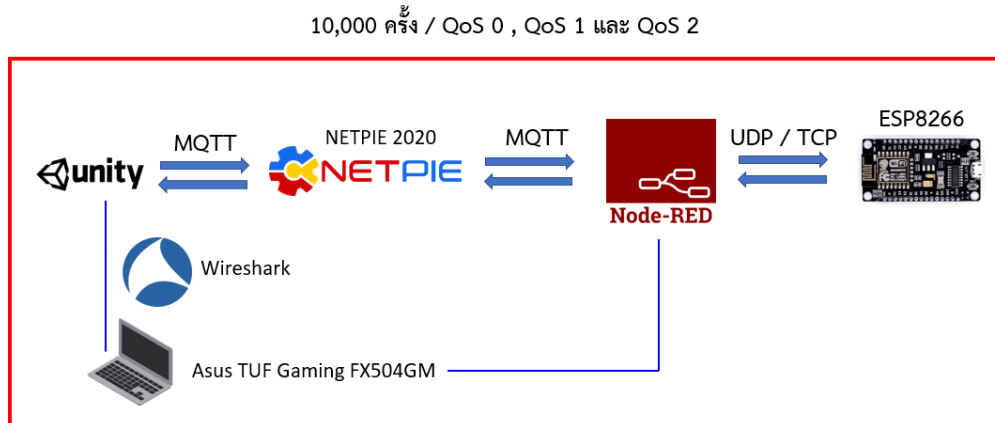 10,000 ครั้ง / QoS 0 , QoS 1 และ QoS 2
ESP8266
MQTT
NETPIE 2020
MQTT
UDP / TCP
unity
NETPIE
Node-RED
Wireshark
Asus TUF Gaming FX504GM